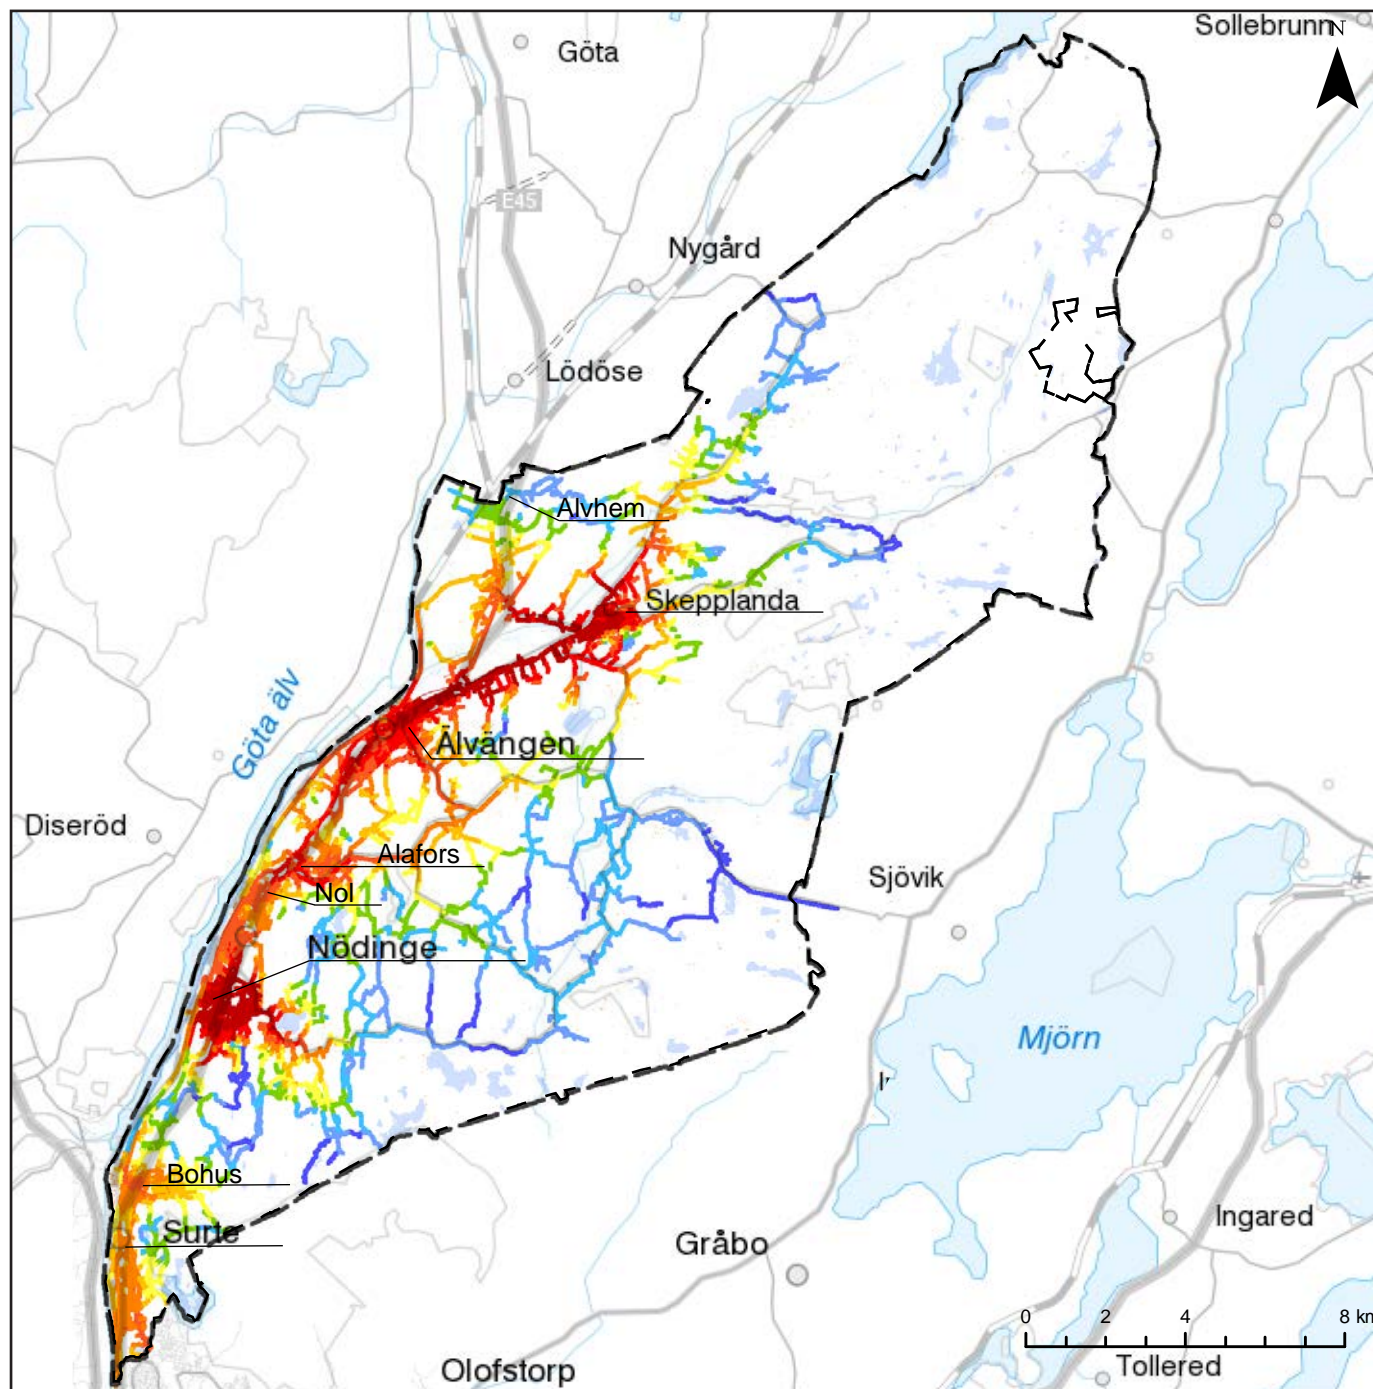 Sollebrunn
N
Göta
E45
Nygård
Lödöse
Alvhem
Skepplanda
Göta älv
Älvängen
Diseröd
Alafors
Sjövik
Nol
Nödinge
Mjörn
Bohus
Ingared
Surte
Gråbo
0 2 4 8 km
Olofstorp
Tollered